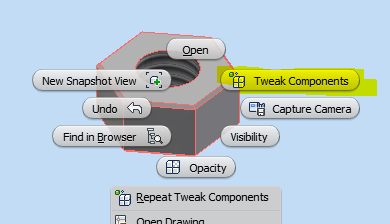 Open
New Snapshot View
Tweak Components
Undo
Capture Camera
Find in Browser
Visibility
Opacity
Repeat Tweak Components
Open Drawing